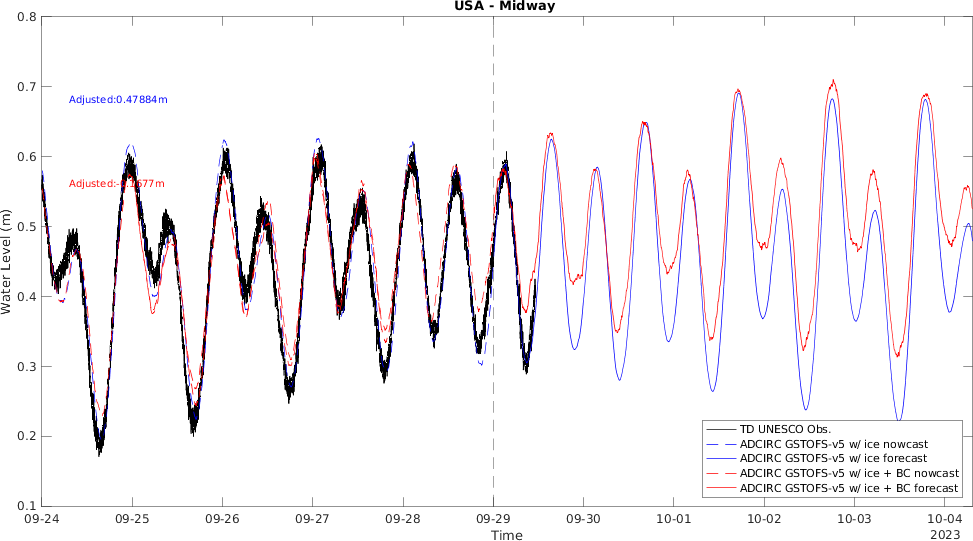 USA - Midway
0.8
0.7
0.6
0.5
0.4
0.3
0.2
0.1
Water Level (m)
Adjusted:0.47884m
TD UNESCO Obs.
ADCIRC GSTOFS-v5 w/ ice nowcast
ADCIRC GSTOFS-v5 w/ ice forecast
ADCIRC GSTOFS-v5 w/ ice + BC nowcast
ADCIRC GSTOFS-v5 w/ ice + BC forecast
09-24 09-25 09-26 09-27 09-28 09-29 09-30 10-01 10-02 10-03 10-04
Time
2023